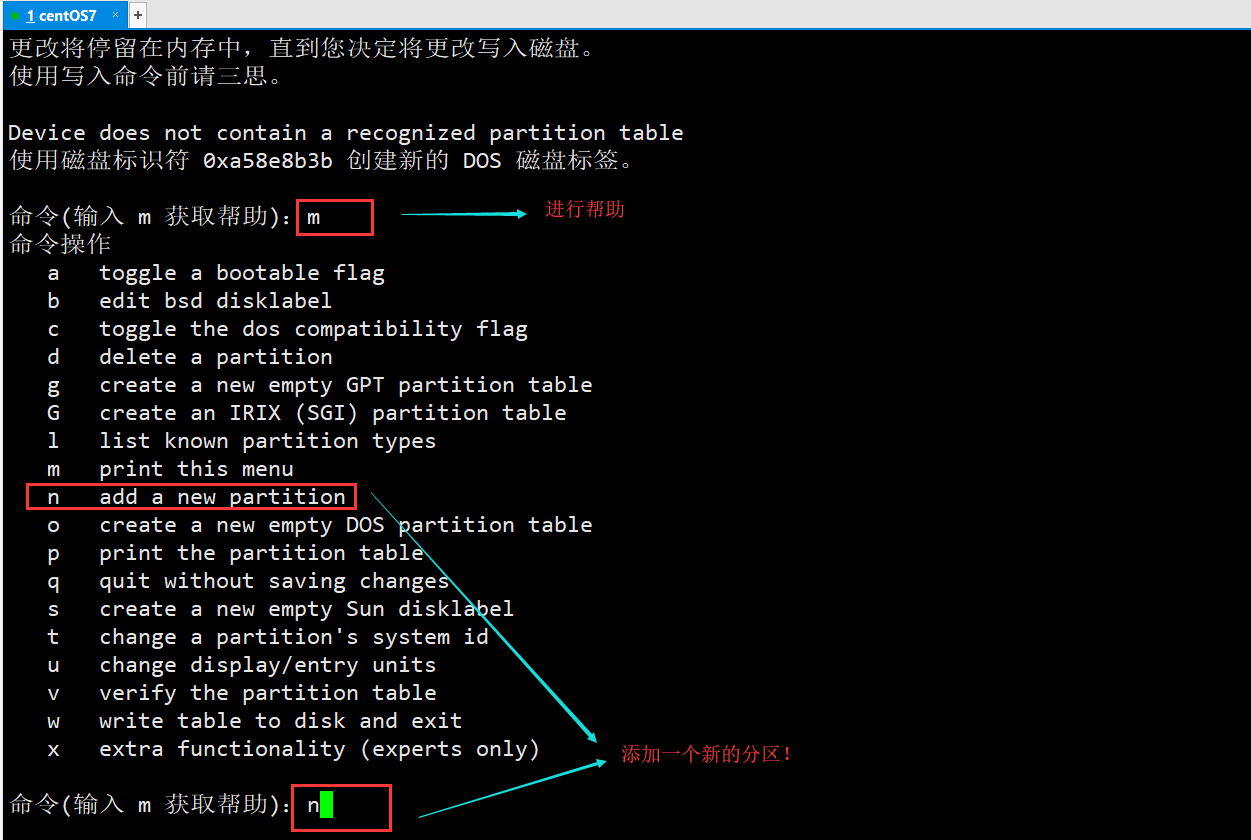 1 centOS7 × +
更改将停留在内存中，直到您决定将更改写入磁盘。
使用写入命令前请三思。
Device does not contain a recognized partition table
使用磁盘标识符 0xa58e8b3b 创建新的 DOS 磁盘标签。
命令(输入 m 获取帮助)：m 进行帮助
命令操作
a toggle a bootable flag
b edit bsd disklabel
c toggle the dos compatibility flag
d delete a partition
g create a new empty GPT partition table
G create an IRIX (SGI) partition table
l list known partition types
m print this menu
n add a new partition
o create a new empty DOS partition table
p print the partition table
q quit without saving changes
s create a new empty Sun disklabel
t change a partition's system id
u change display/entry units
v verify the partition table
w write table to disk and exit
x extra functionality (experts only)
添加一个新的分区！
命令(输入 m 获取帮助)：n